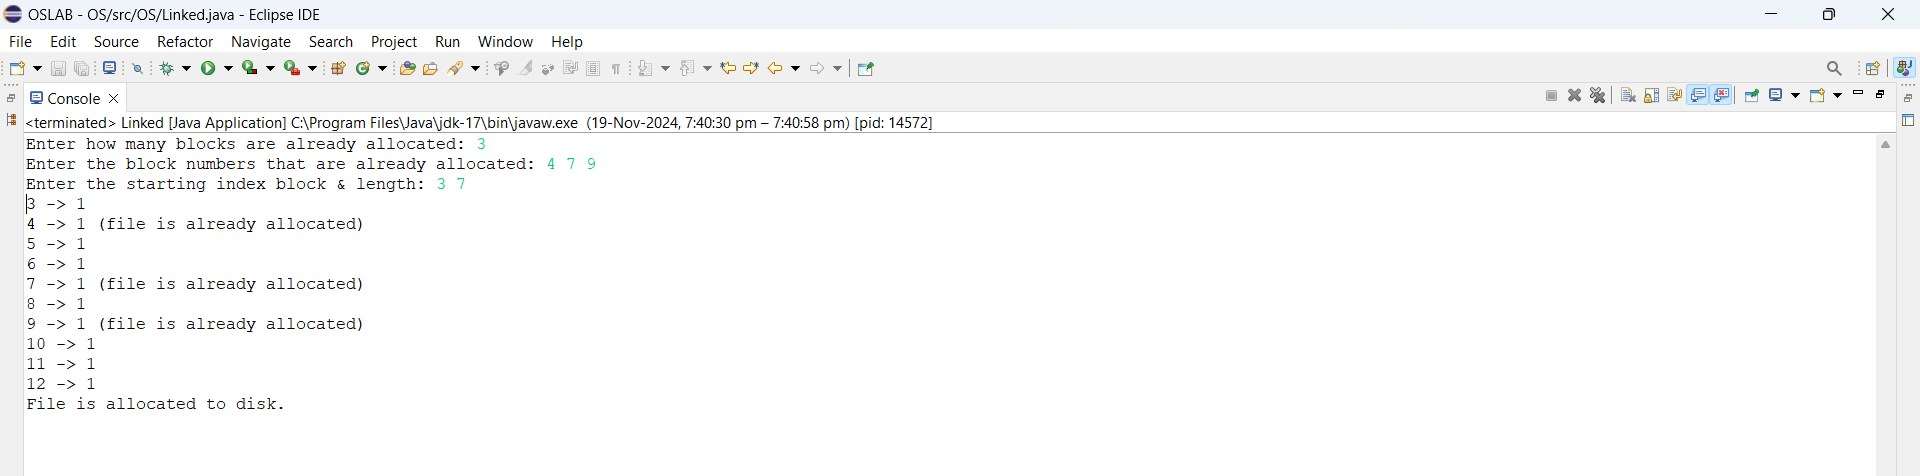 OSLAB - OS/src/OS/Linked.java - Eclipse IDE
File Edit Source Refactor Navigate Search Project Run Window Help
Console
<terminated> Linked [Java Application] C:\Program Files\Java\jdk-17\bin\javaw.exe (19-Nov-2024, 7:40:30 pm – 7:40:58 pm) [pid: 14572]
Enter how many blocks are already allocated: 3
Enter the block numbers that are already allocated: 4 7 9
Enter the starting index block & length: 3 7
3 -> 1
4 -> 1 (file is already allocated)
5 -> 1
6 -> 1
7 -> 1 (file is already allocated)
8 -> 1
9 -> 1 (file is already allocated)
10 -> 1
11 -> 1
12 -> 1
File is allocated to disk.